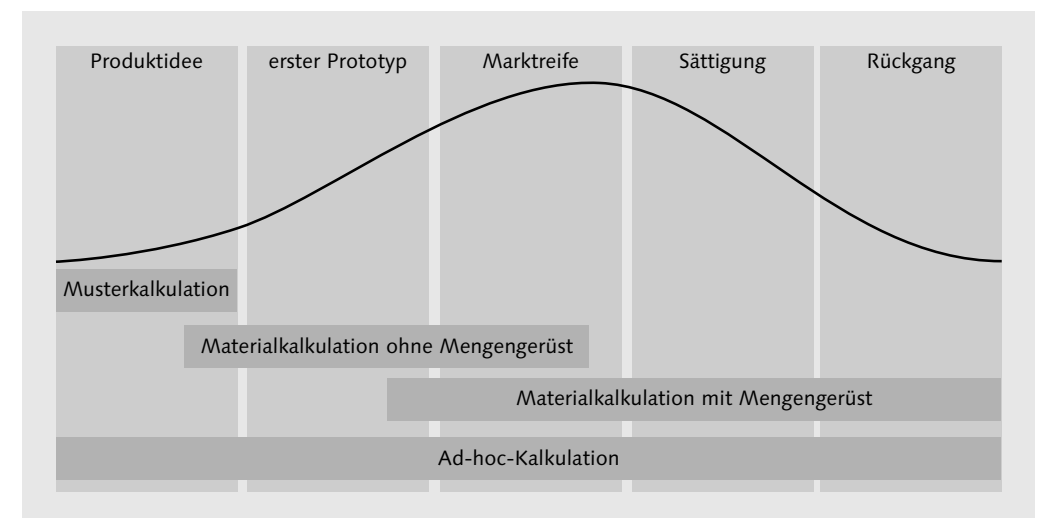 Produktidee
erster Prototyp
Marktreife
Sättigung
Rückgang
Musterkalkulation
Materialkalkulation ohne Mengengerüst
Materialkalkulation mit Mengengerüst
Ad-hoc-Kalkulation